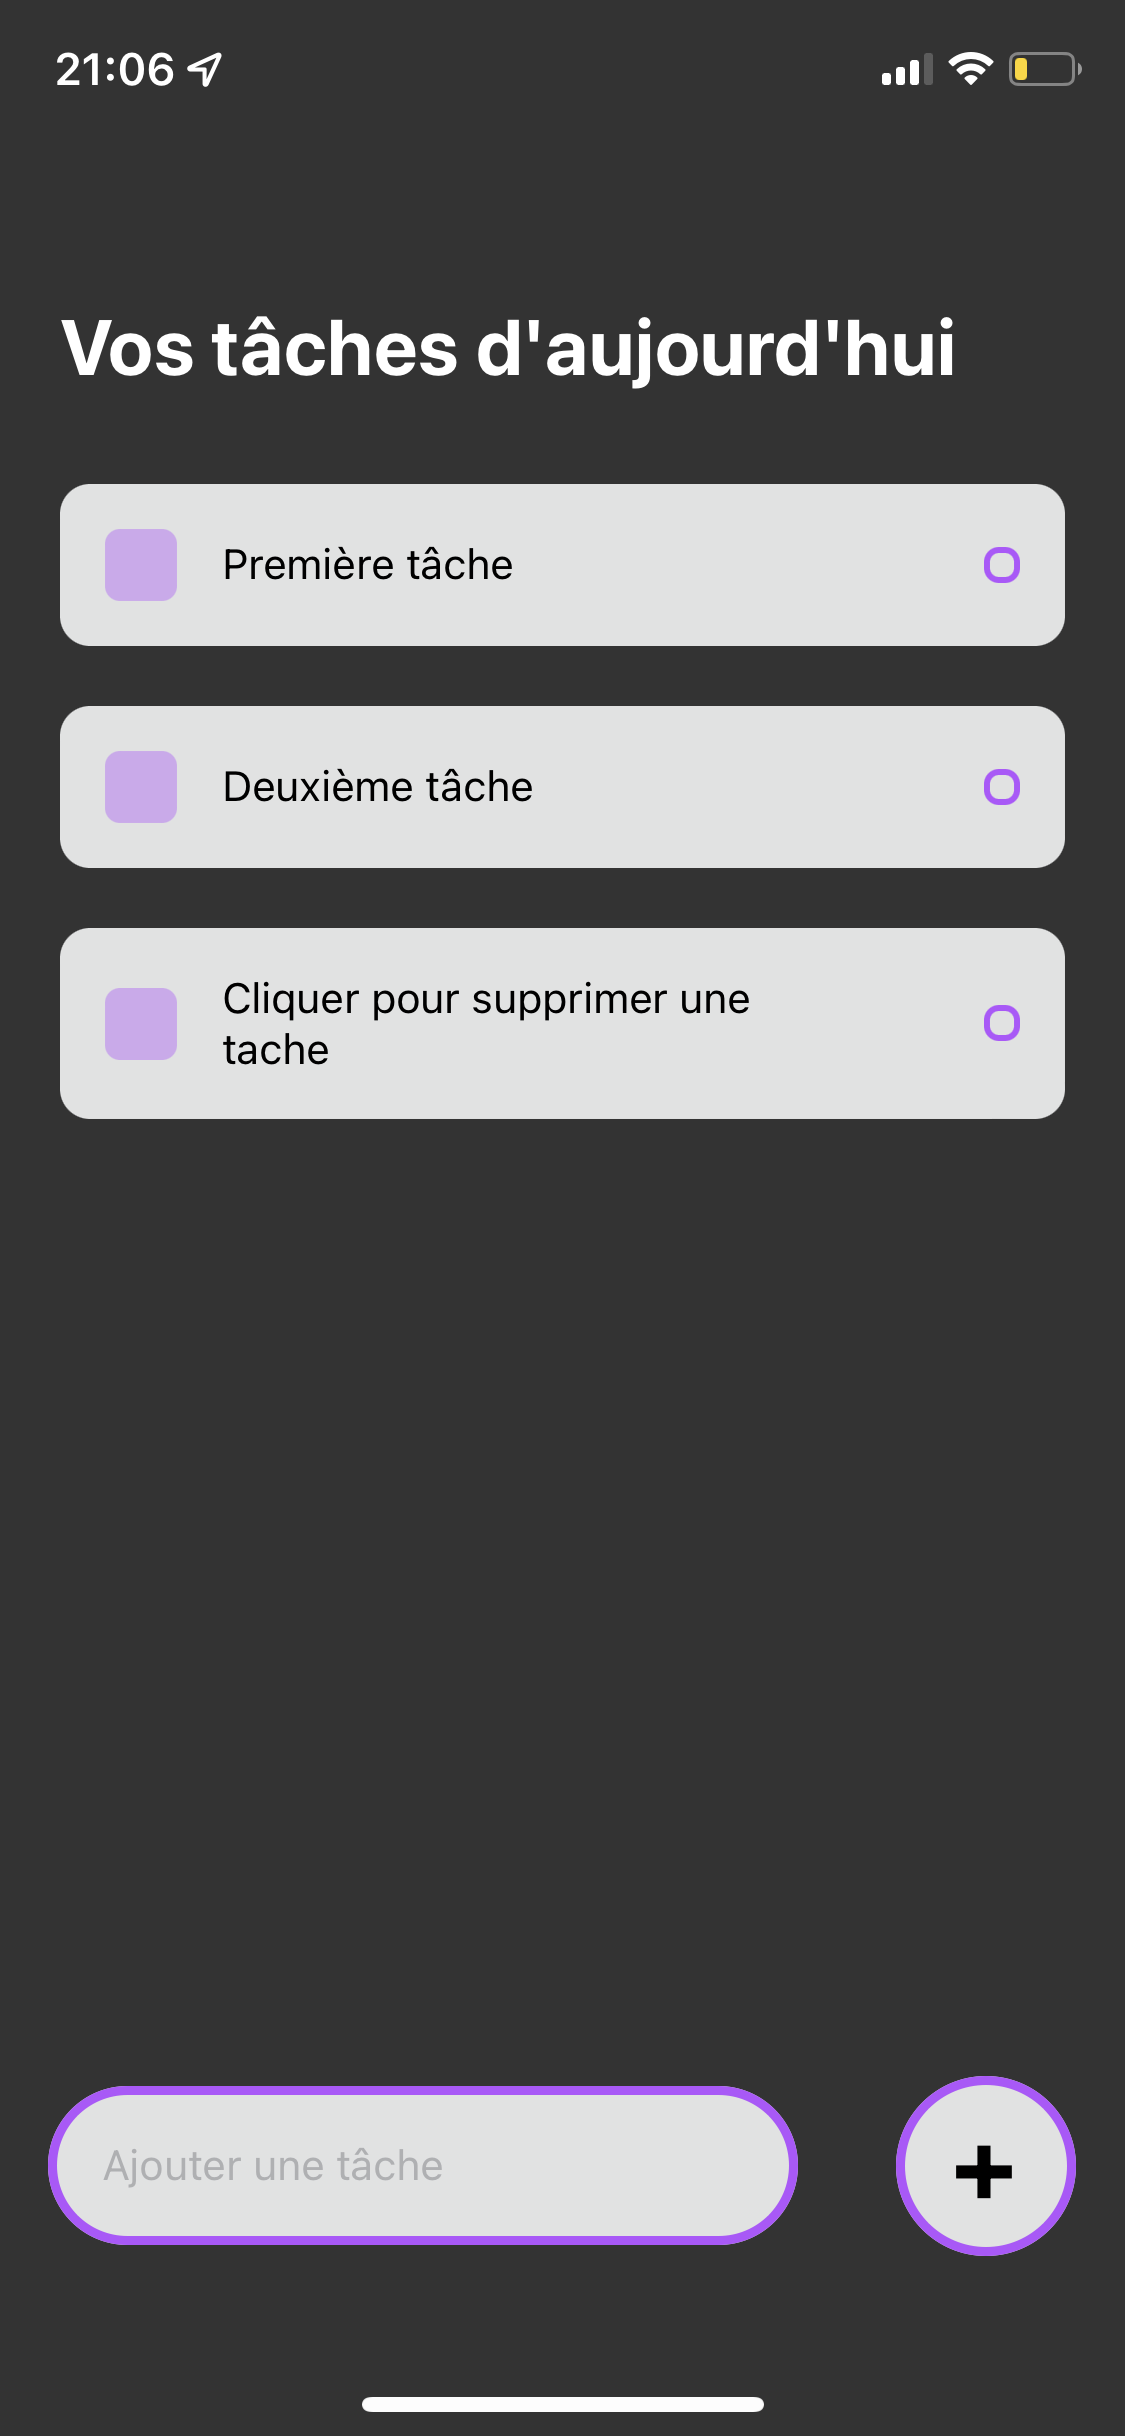 21:06
Vos tâches d'aujourd'hui
Première tâche
Deuxième tâche
Cliquer pour supprimer une
tache
Ajouter une tâche
+